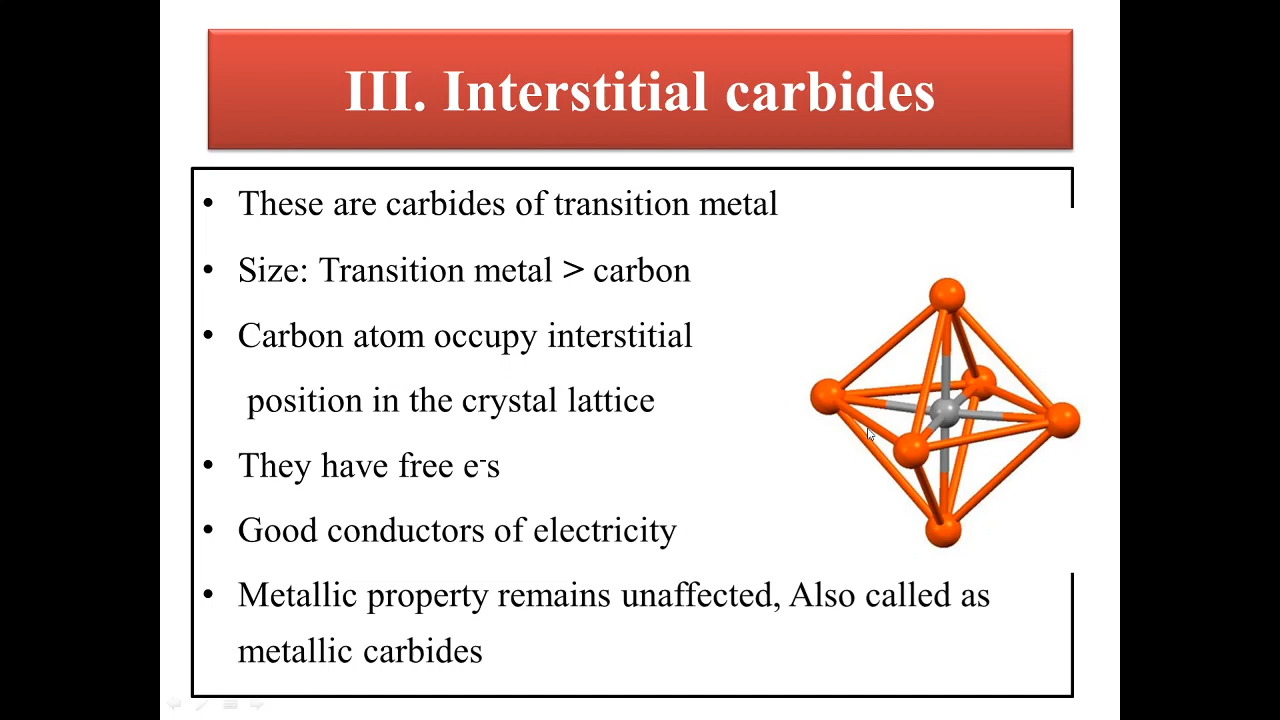 III. Interstitial carbides
• These are carbides of transition metal
• Size: Transition metal > carbon
• Carbon atom occupy interstitial
position in the crystal lattice
• They have free e⁻s
• Good conductors of electricity
• Metallic property remains unaffected, Also called as
metallic carbides